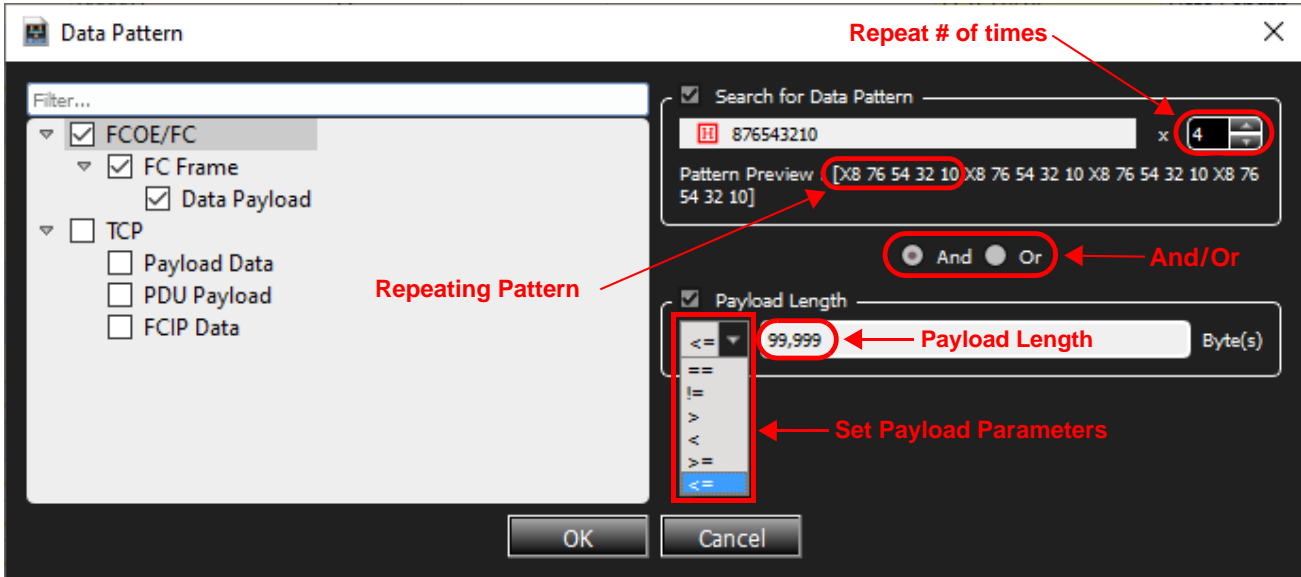 Data Pattern
Repeat # of times
Filter...
FCOE/FC
FC Frame
Data Payload
TCP
Payload Data
PDU Payload
FCIP Data
Search for Data Pattern
H 876543210 x 4
Pattern Preview : [X8 76 54 32 10 X8 76 54 32 10 X8 76 54 32 10 X8 76
54 32 10]
Repeating Pattern
And Or
And/Or
Payload Length
<= 99,999 Payload Length Byte(s)
==
!=
>
<
>=
<=
Set Payload Parameters
OK Cancel